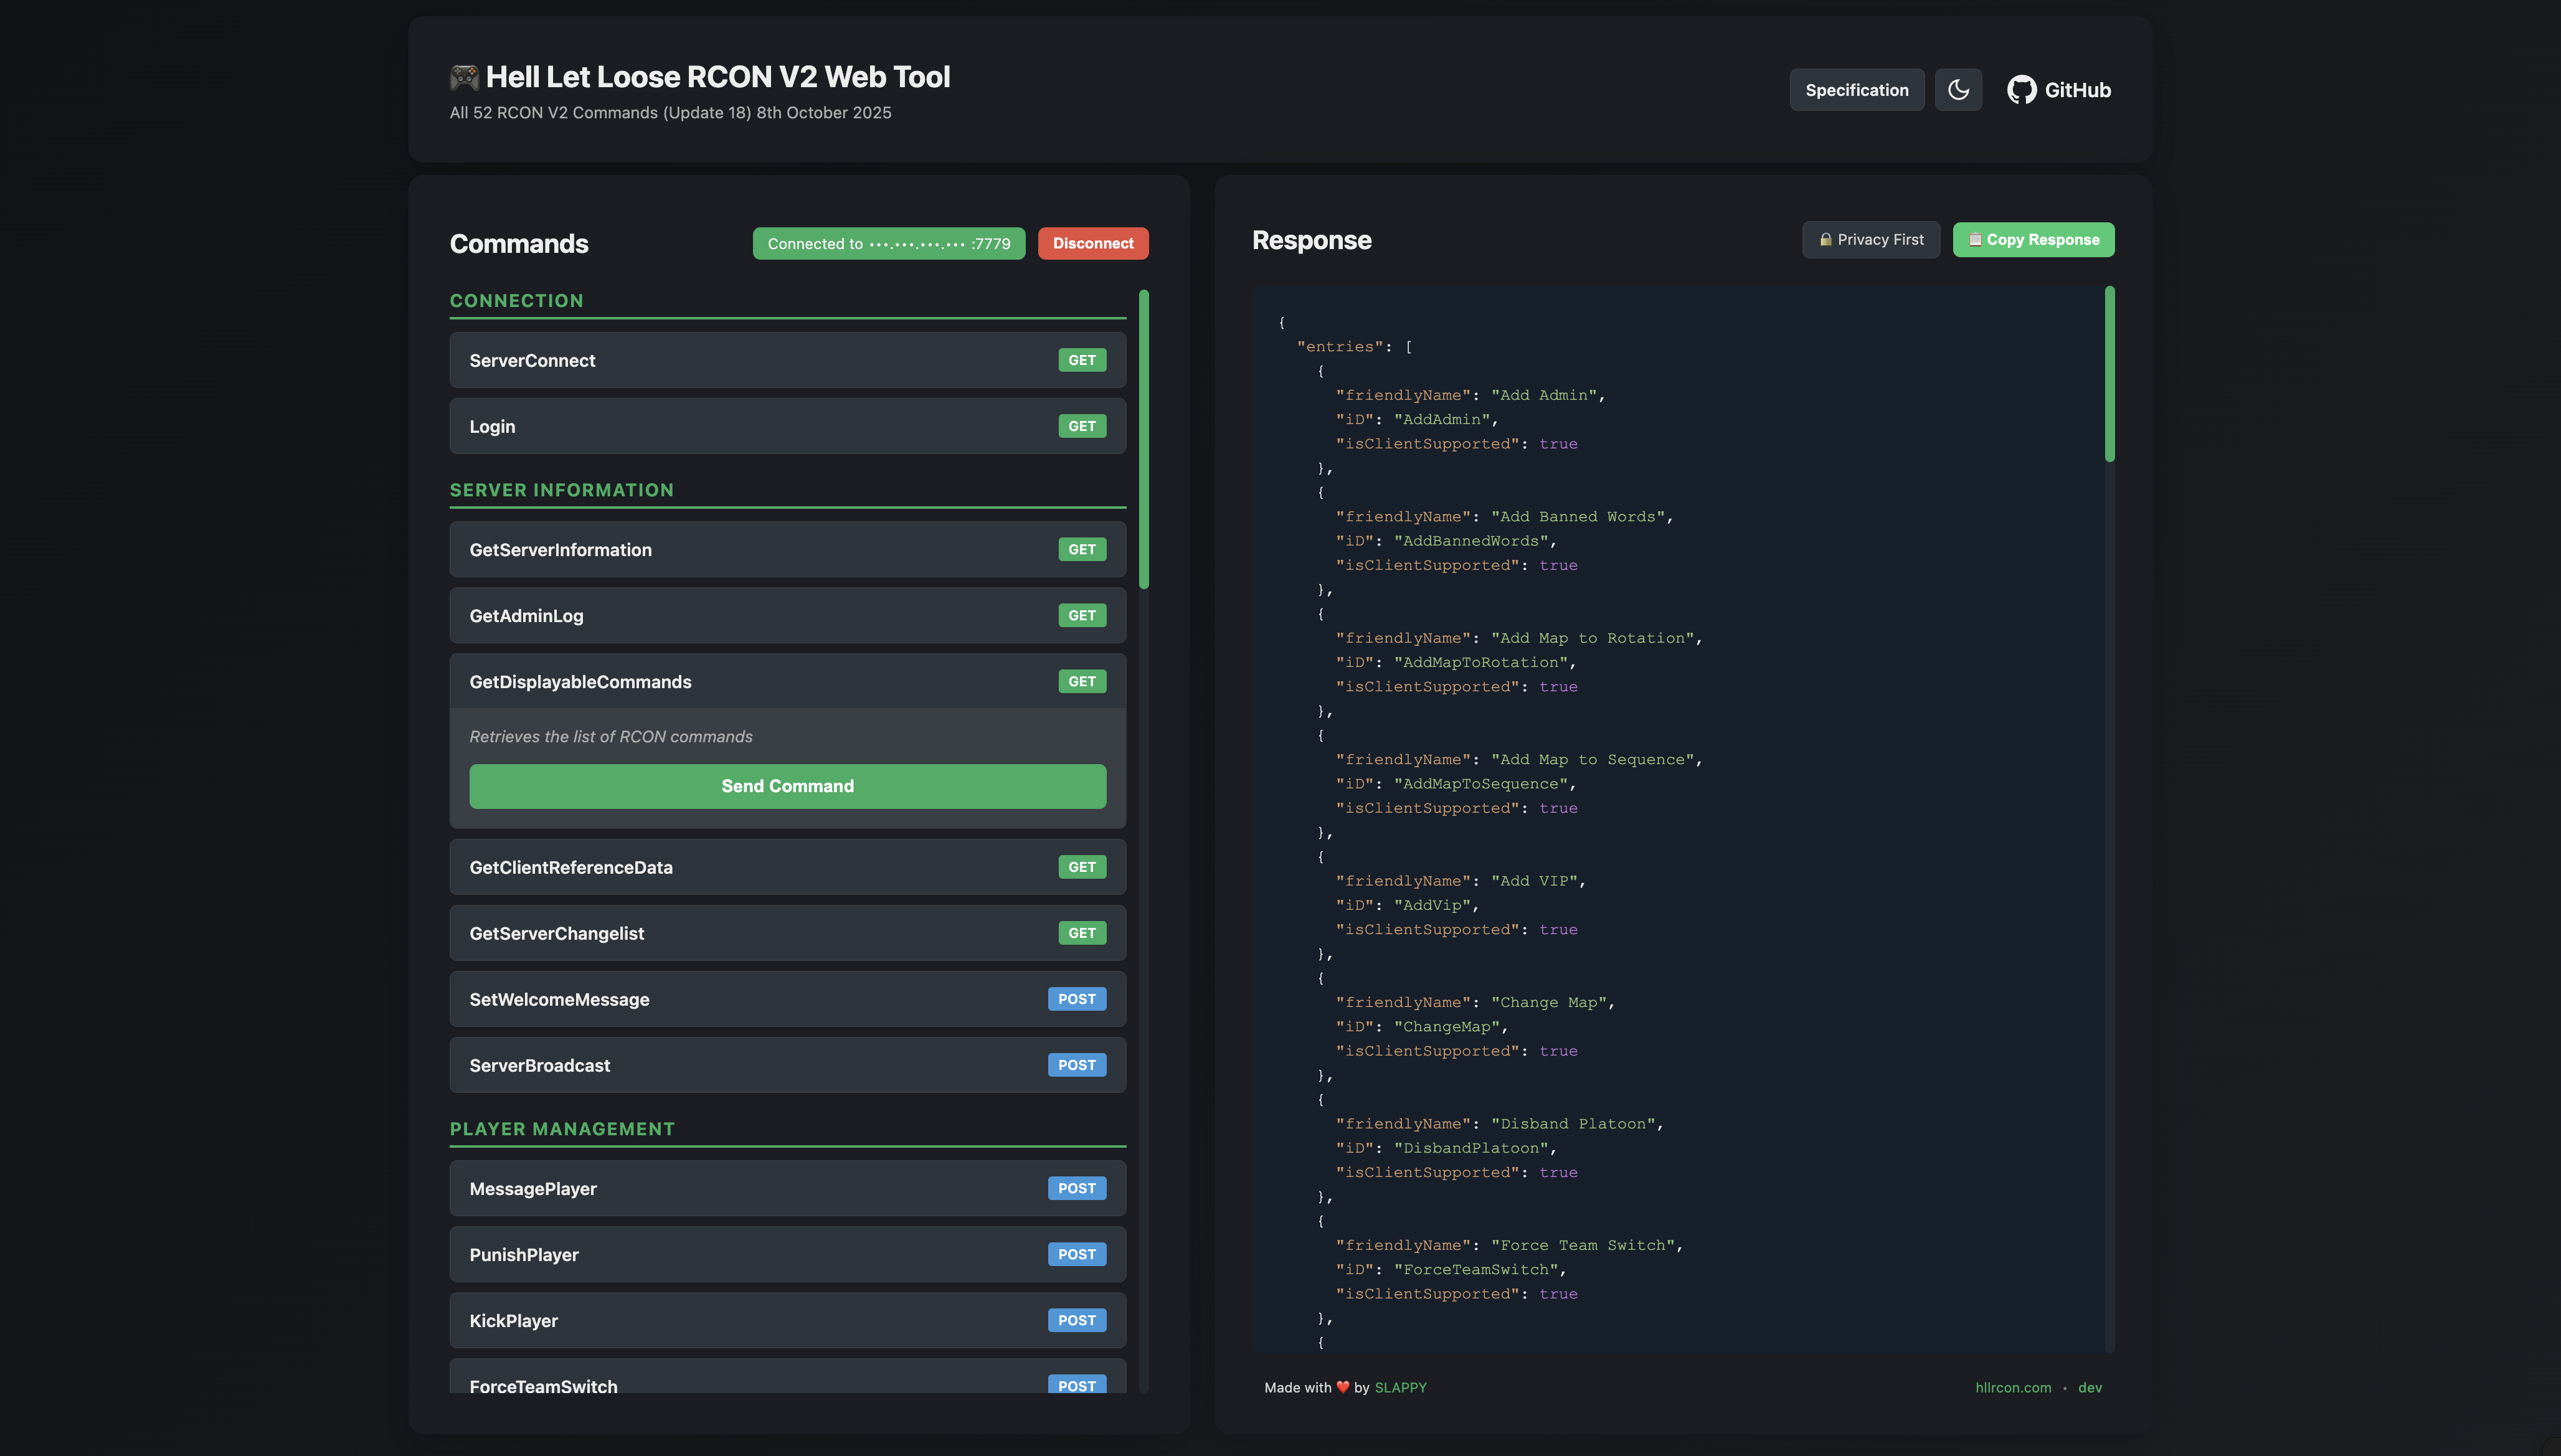 Hell Let Loose RCON V2 Web Tool
All 52 RCON V2 Commands (Update 18) 8th October 2025
Specification
GitHub
Commands
Connected to •••.•••.•••.••• :7779
Disconnect
CONNECTION
ServerConnect GET
Login GET
SERVER INFORMATION
GetServerInformation GET
GetAdminLog GET
GetDisplayableCommands GET
Retrieves the list of RCON commands
Send Command
GetClientReferenceData GET
GetServerChangelist GET
SetWelcomeMessage POST
ServerBroadcast POST
PLAYER MANAGEMENT
MessagePlayer POST
PunishPlayer POST
KickPlayer POST
ForceTeamSwitch POST
Response
Privacy First
Copy Response
{
"entries": [
{
"friendlyName": "Add Admin",
"iD": "AddAdmin",
"isClientSupported": true
},
{
"friendlyName": "Add Banned Words",
"iD": "AddBannedWords",
"isClientSupported": true
},
{
"friendlyName": "Add Map to Rotation",
"iD": "AddMapToRotation",
"isClientSupported": true
},
{
"friendlyName": "Add Map to Sequence",
"iD": "AddMapToSequence",
"isClientSupported": true
},
{
"friendlyName": "Add VIP",
"iD": "AddVip",
"isClientSupported": true
},
{
"friendlyName": "Change Map",
"iD": "ChangeMap",
"isClientSupported": true
},
{
"friendlyName": "Disband Platoon",
"iD": "DisbandPlatoon",
"isClientSupported": true
},
{
"friendlyName": "Force Team Switch",
"iD": "ForceTeamSwitch",
"isClientSupported": true
},
{
Made with ❤️ by SLAPPY
hllrcon.com • dev